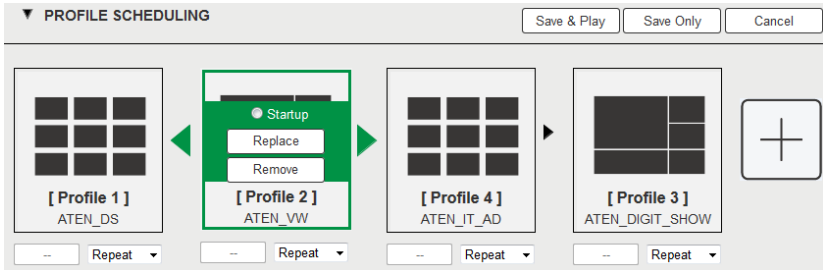 ▼ PROFILE SCHEDULING
Save & Play
Save Only
Cancel
Startup
Replace
Remove
[ Profile 1 ]
ATEN_DS
[ Profile 2 ]
ATEN_VW
[ Profile 4 ]
ATEN_IT_AD
[ Profile 3 ]
ATEN_DIGIT_SHOW
-- Repeat
-- Repeat
-- Repeat
-- Repeat